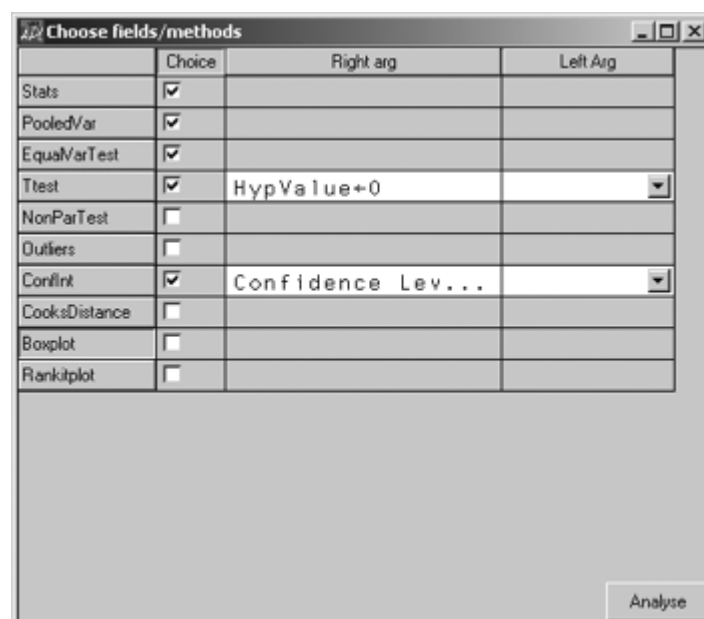 Choose fields/methods
Choice Right arg Left Arg
Stats
PooledVar
EqualVarTest
Ttest HypValue←0
NonParTest
Outliers
ConfInt Confidence Lev...
CooksDistance
Boxplot
Rankitplot
Analyse